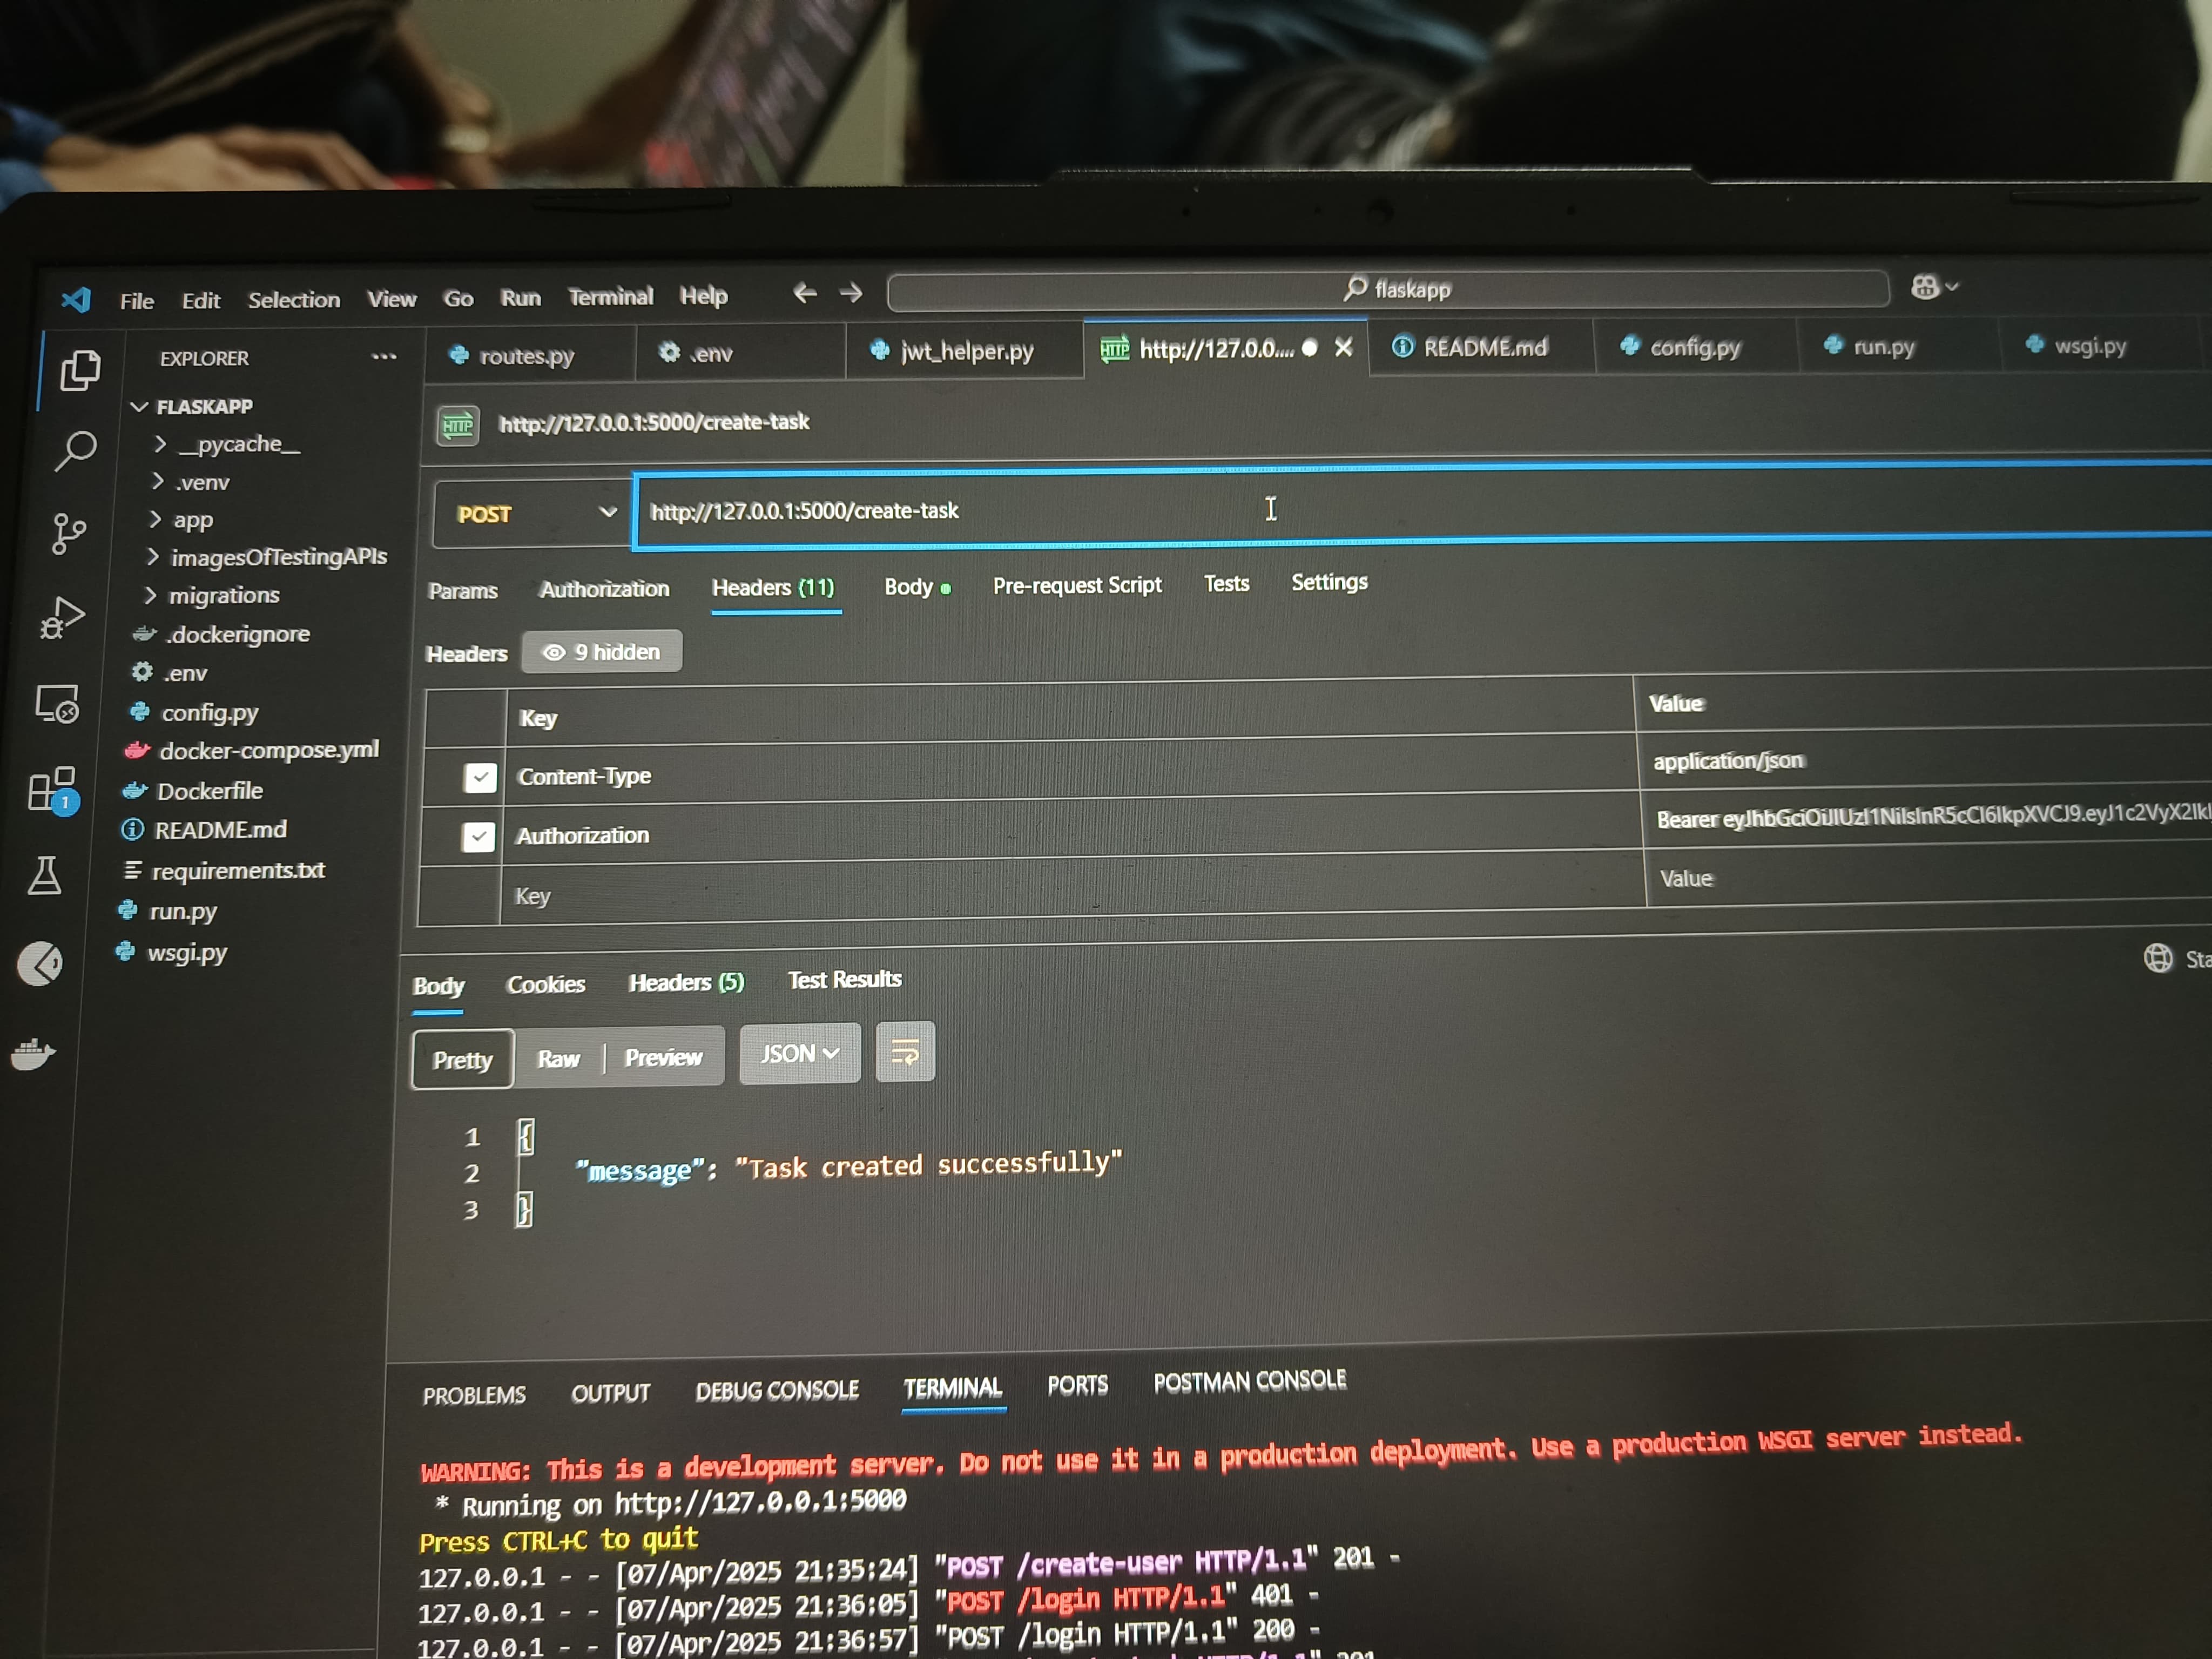 File Edit Selection View Go Run Terminal Help flaskapp
EXPLORER
FLASKAPP
__pycache__
.venv
app
imagesOfTestingAPIs
migrations
.dockerignore
.env
config.py
docker-compose.yml
Dockerfile
README.md
requirements.txt
run.py
wsgi.py
1
routes.py .env jwt_helper.py HTTP http://127.0.0.... README.md config.py run.py wsgi.py
HTTP http://127.0.0.1:5000/create-task
POST http://127.0.0.1:5000/create-task
Params Authorization Headers (11) Body Pre-request Script Tests Settings
Headers 9 hidden
Key Value
Content-Type application/json
Authorization Bearer
Key Value
Body Cookies Headers (5) Test Results
Pretty Raw Preview JSON
1 {
2 "message": "Task created successfully"
3 }
PROBLEMS OUTPUT DEBUG CONSOLE TERMINAL PORTS POSTMAN CONSOLE
WARNING: This is a development server. Do not use it in a production deployment. Use a production WSGI server instead.
* Running on http://127.0.0.1:5000
Press CTRL+C to quit
127.0.0.1 - - [07/Apr/2025 21:35:24] "POST /create-user HTTP/1.1" 201 -
127.0.0.1 - - [07/Apr/2025 21:36:05] "POST /login HTTP/1.1" 401 -
127.0.0.1 - - [07/Apr/2025 21:36:57] "POST /login HTTP/1.1" 200 -